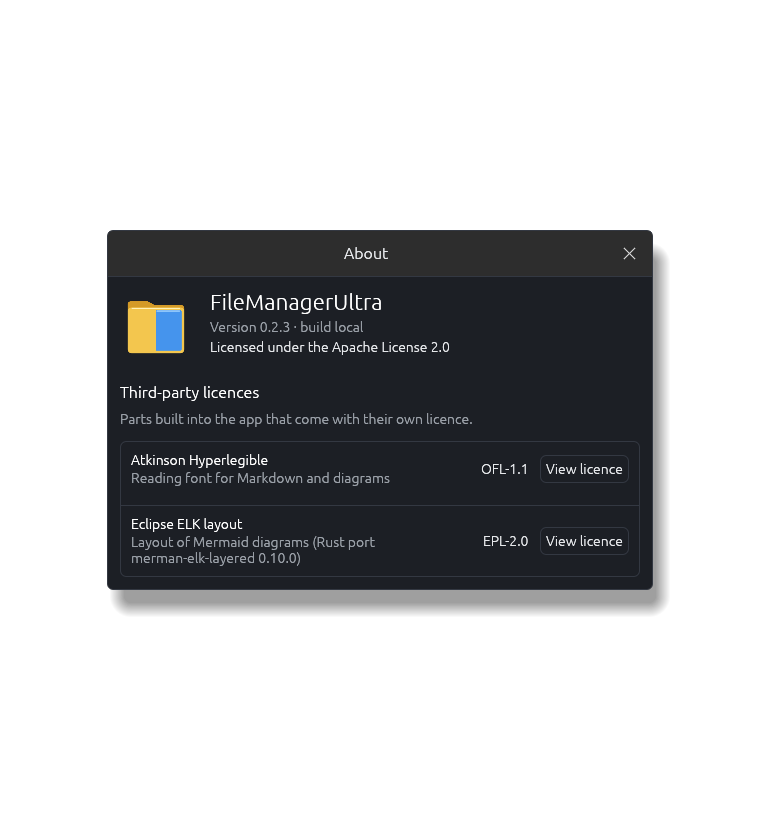 About
FileManagerUltra
Version 0.2.3 · build local
Licensed under the Apache License 2.0
Third-party licences
Parts built into the app that come with their own licence.
Atkinson Hyperlegible
Reading font for Markdown and diagrams
OFL-1.1
View licence
Eclipse ELK layout
Layout of Mermaid diagrams (Rust port
merman-elk-layered 0.10.0)
EPL-2.0
View licence